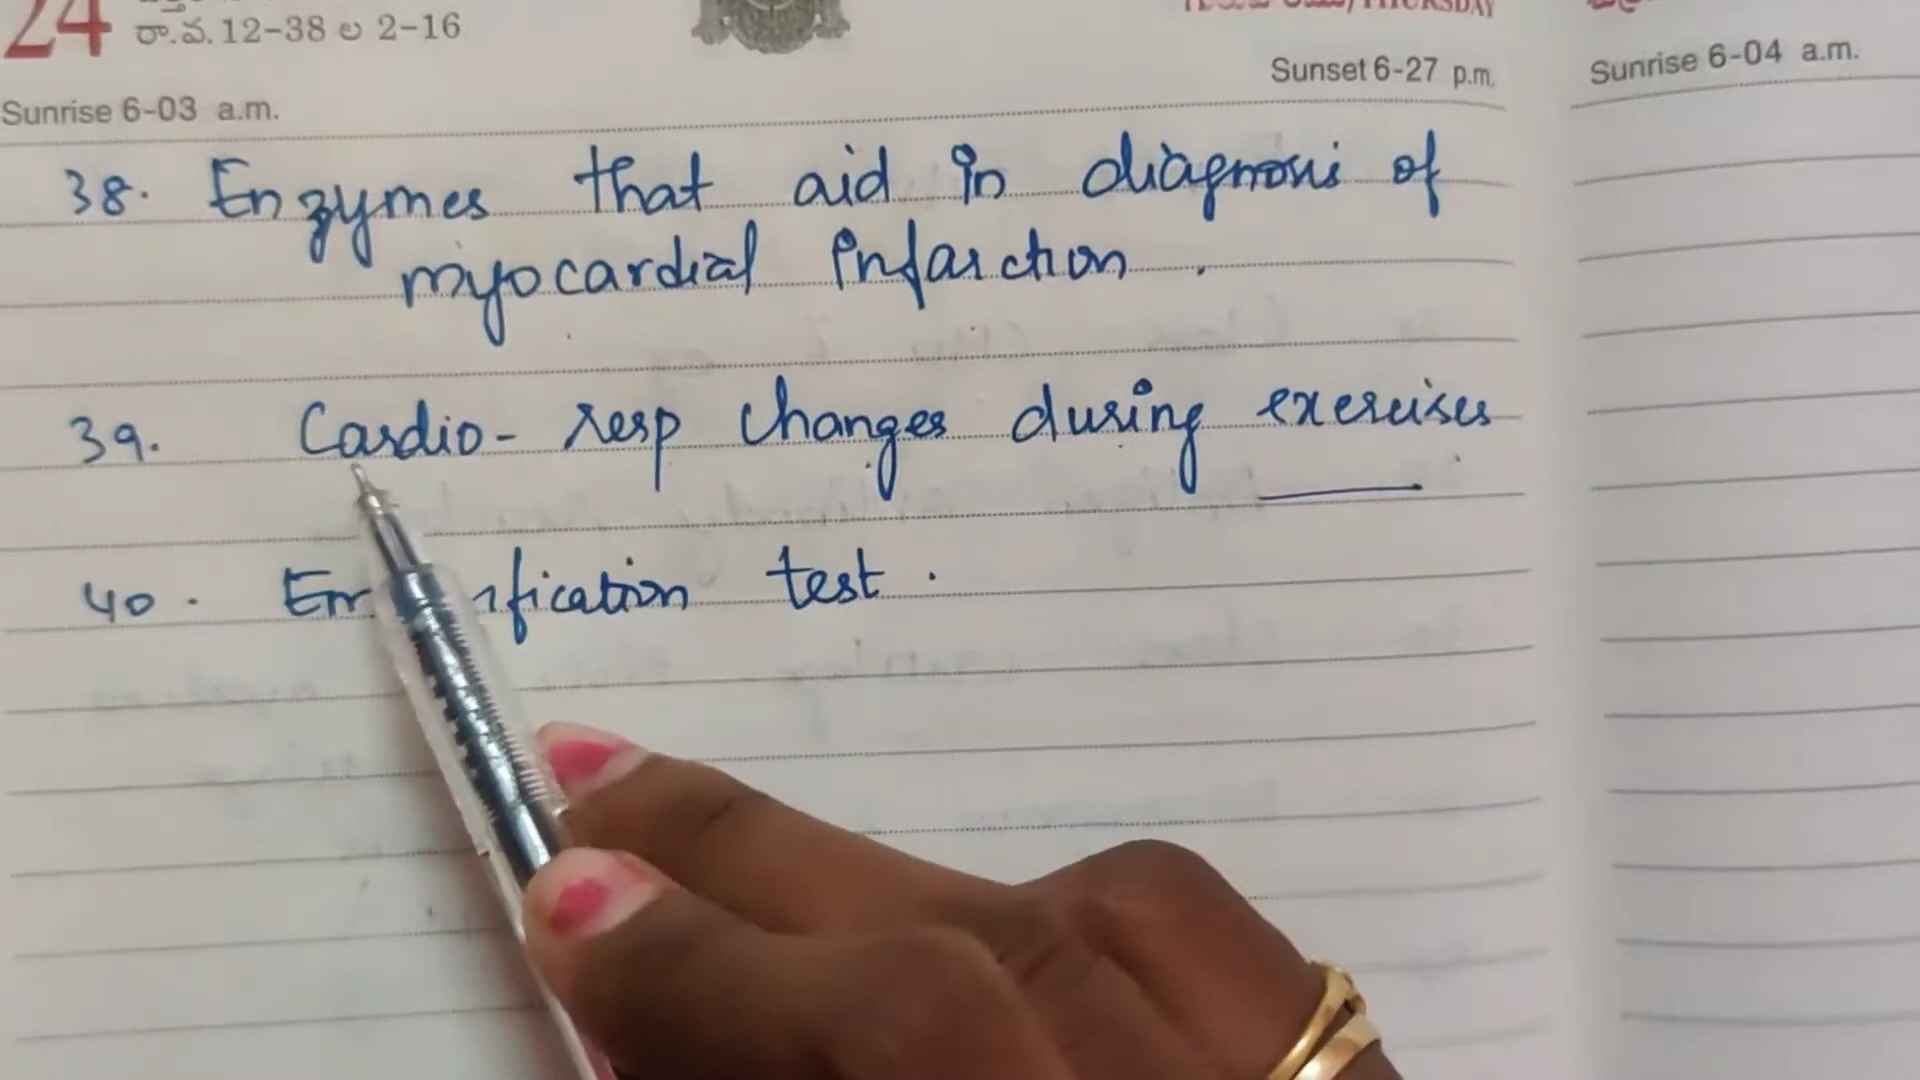 24
రా.వ. 12-38 ల 2-16
Sunrise 6-03 a.m.
Sunset 6-27 p.m.
Sunrise 6-04 a.m.
38. Enzymes that aid in diagnosis of
myocardial infarction.
39. Cardio-resp changes during exercises
40. test.